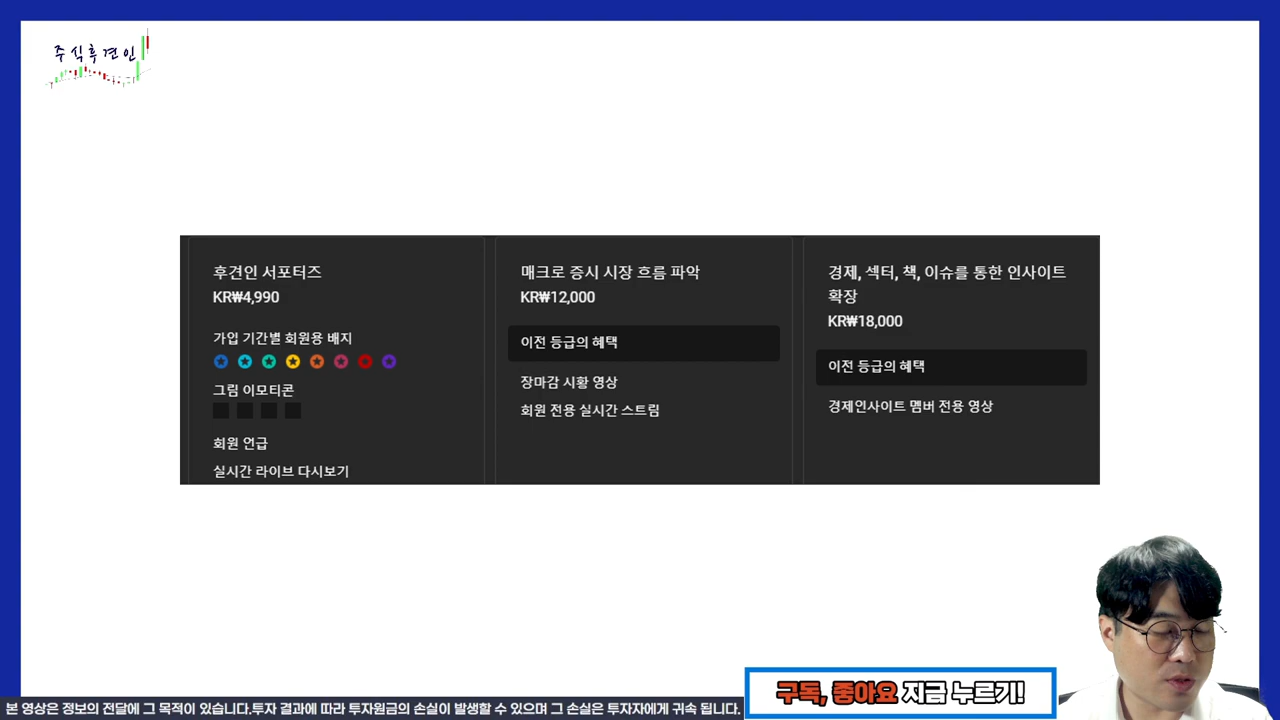 주식후견인
후견인 서포터즈
KR₩4,990
가입 기간별 회원용 배지
그림 이모티콘
회원 언급
실시간 라이브 다시보기
매크로 증시 시장 흐름 파악
KR₩12,000
이전 등급의 혜택
장마감 시황 영상
회원 전용 실시간 스트림
경제, 섹터, 책, 이슈를 통한 인사이트
확장
KR₩18,000
이전 등급의 혜택
경제인사이트 멤버 전용 영상
구독, 좋아요 지금 누르기!
본 영상은 정보의 전달에 그 목적이 있습니다.투자 결과에 따라 투자원금의 손실이 발생할 수 있으며 그 손실은 투자자에게 귀속 됩니다.